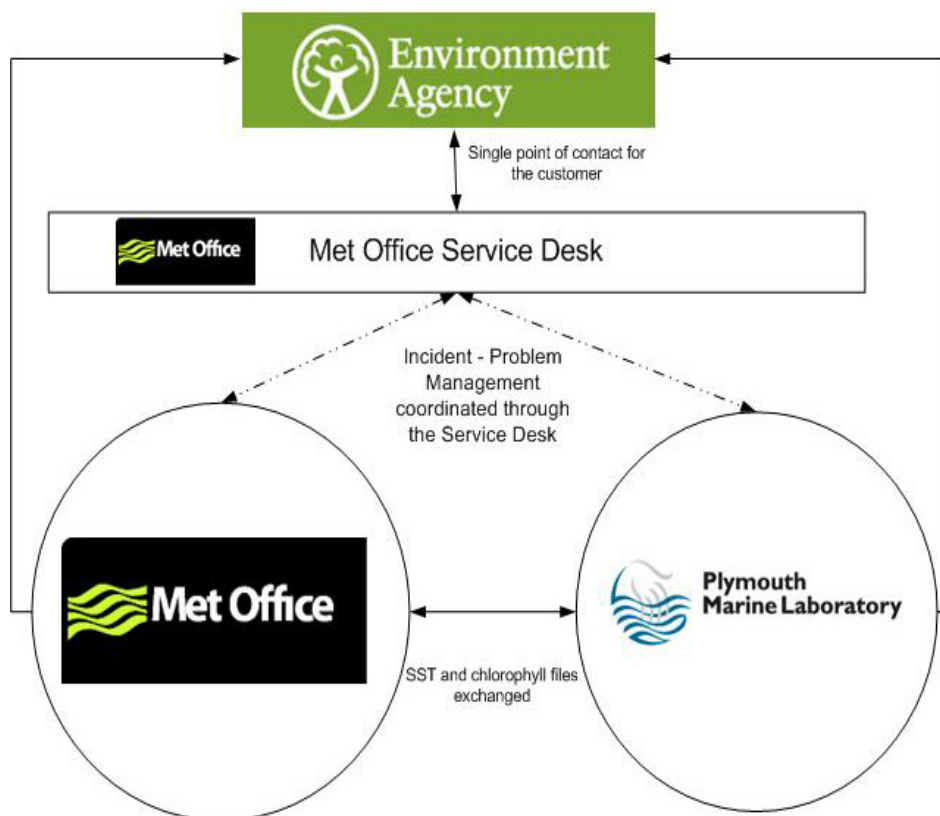 Environment
Agency
Single point of contact for
the customer
Met Office
Met Office Service Desk
Incident - Problem
Management
coordinated through
the Service Desk
Met Office
Plymouth
Marine Laboratory
SST and chlorophyll files
exchanged